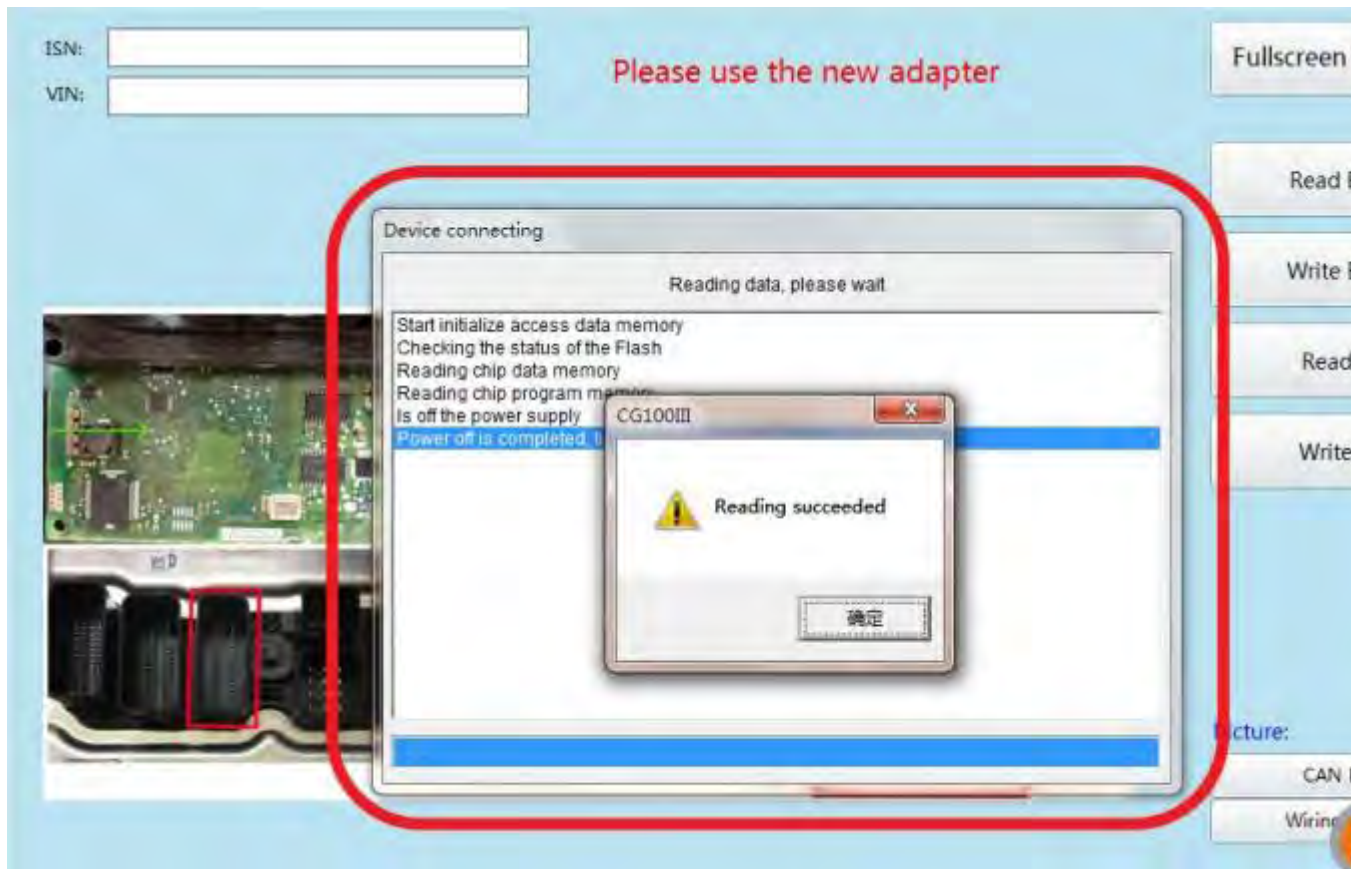 ISN:
VIN:
Please use the new adapter
Fullscreen
Read
Write
Read
Write
Device connecting
Reading data, please wait
Start initialize access data memory
Checking the status of the Flash
Reading chip data memory
Reading chip program memory
Is off the power supply
Power off is completed,
CG100III
Reading succeeded
确定
CAN